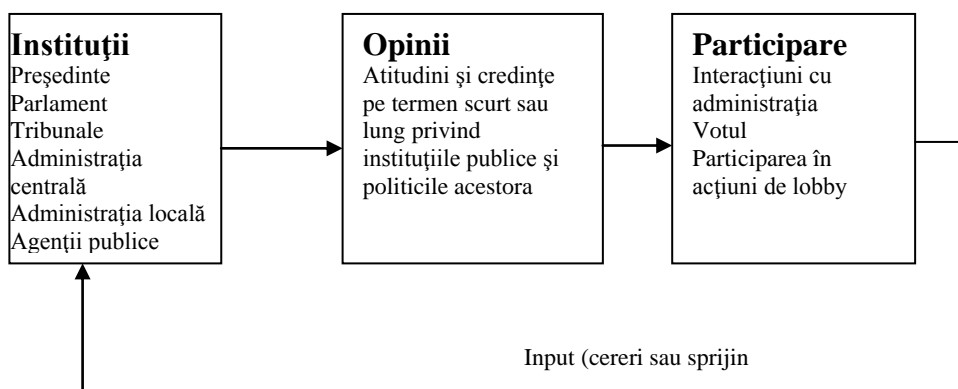 Instituţii
Preşedinte
Parlament
Tribunale
Administraţia
centrală
Administraţia locală
Agenţii publice
Opinii
Atitudini şi credinţe
pe termen scurt sau
lung privind
instituţiile publice şi
politicile acestora
Participare
Interacţiuni cu
administraţia
Votul
Participarea în
acţiuni de lobby
Input (cereri sau sprijin